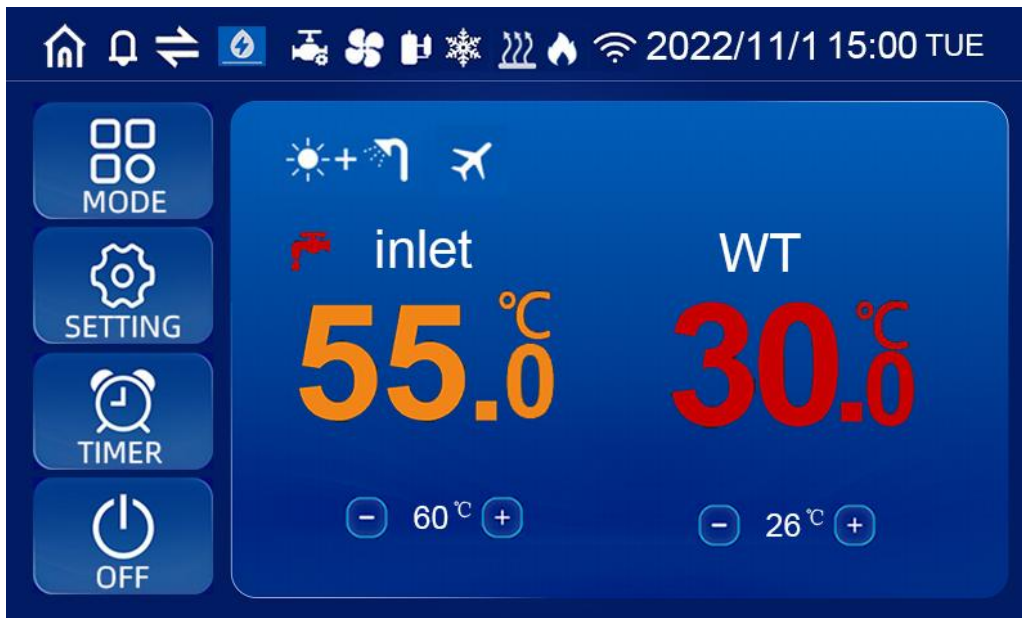 2022/11/1 15:00 TUE
MODE
SETTING
TIMER
OFF
inlet
WT
55.0℃
30.0℃
- 60℃ +
- 26℃ +